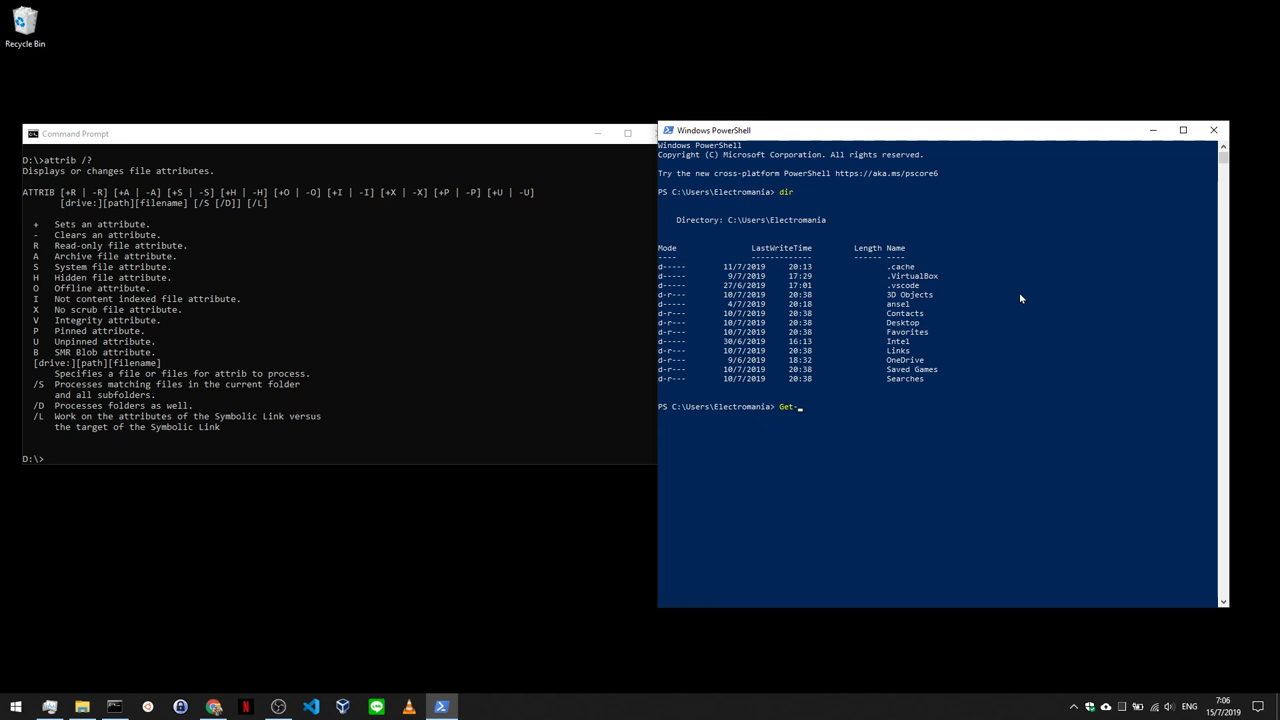 Recycle Bin
Command Prompt
D:\>attrib /?
Displays or changes file attributes.
ATTRIB [+R | -R] [+A | -A] [+S | -S] [+H | -H] [+O | -O] [+I | -I] [+X | -X] [+P | -P] [+U | -U]
[drive:][path][filename] [/S [/D]] [/L]
+ Sets an attribute.
- Clears an attribute.
R Read-only file attribute.
A Archive file attribute.
S System file attribute.
H Hidden file attribute.
O Offline attribute.
I Not content indexed file attribute.
X No scrub file attribute.
V Integrity attribute.
P Pinned attribute.
U Unpinned attribute.
B SMR Blob attribute.
[drive:][path][filename]
Specifies a file or files for attrib to process.
/S Processes matching files in the current folder
and all subfolders.
/D Processes folders as well.
/L Work on the attributes of the Symbolic Link versus
the target of the Symbolic Link
D:\>
Windows PowerShell
Windows PowerShell
Copyright (C) Microsoft Corporation. All rights reserved.
Try the new cross-platform PowerShell https://aka.ms/pscore6
PS C:\Users\Electromania> dir
Directory: C:\Users\Electromania
Mode LastWriteTime Length Name
---- ------------- ------ ----
d----- 11/7/2019 20:13 .cache
d----- 9/7/2019 17:29 .VirtualBox
d----- 27/6/2019 17:01 .vscode
d-r--- 10/7/2019 20:38 3D Objects
d----- 4/7/2019 20:18 ansel
d-r--- 10/7/2019 20:38 Contacts
d-r--- 10/7/2019 20:38 Desktop
d-r--- 10/7/2019 20:38 Favorites
d----- 30/6/2019 16:13 Intel
d-r--- 10/7/2019 20:38 Links
d-r--- 9/6/2019 18:32 OneDrive
d-r--- 10/7/2019 20:38 Saved Games
d-r--- 10/7/2019 20:38 Searches
PS C:\Users\Electromania> Get-
ENG
7:06
15/7/2019